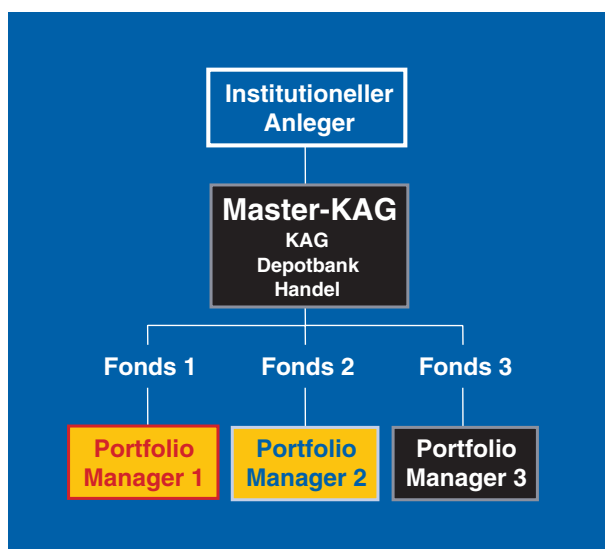 Institutioneller
Anleger
Master-KAG
KAG
Depotbank
Handel
Fonds 1
Fonds 2
Fonds 3
Portfolio
Manager 1
Portfolio
Manager 2
Portfolio
Manager 3